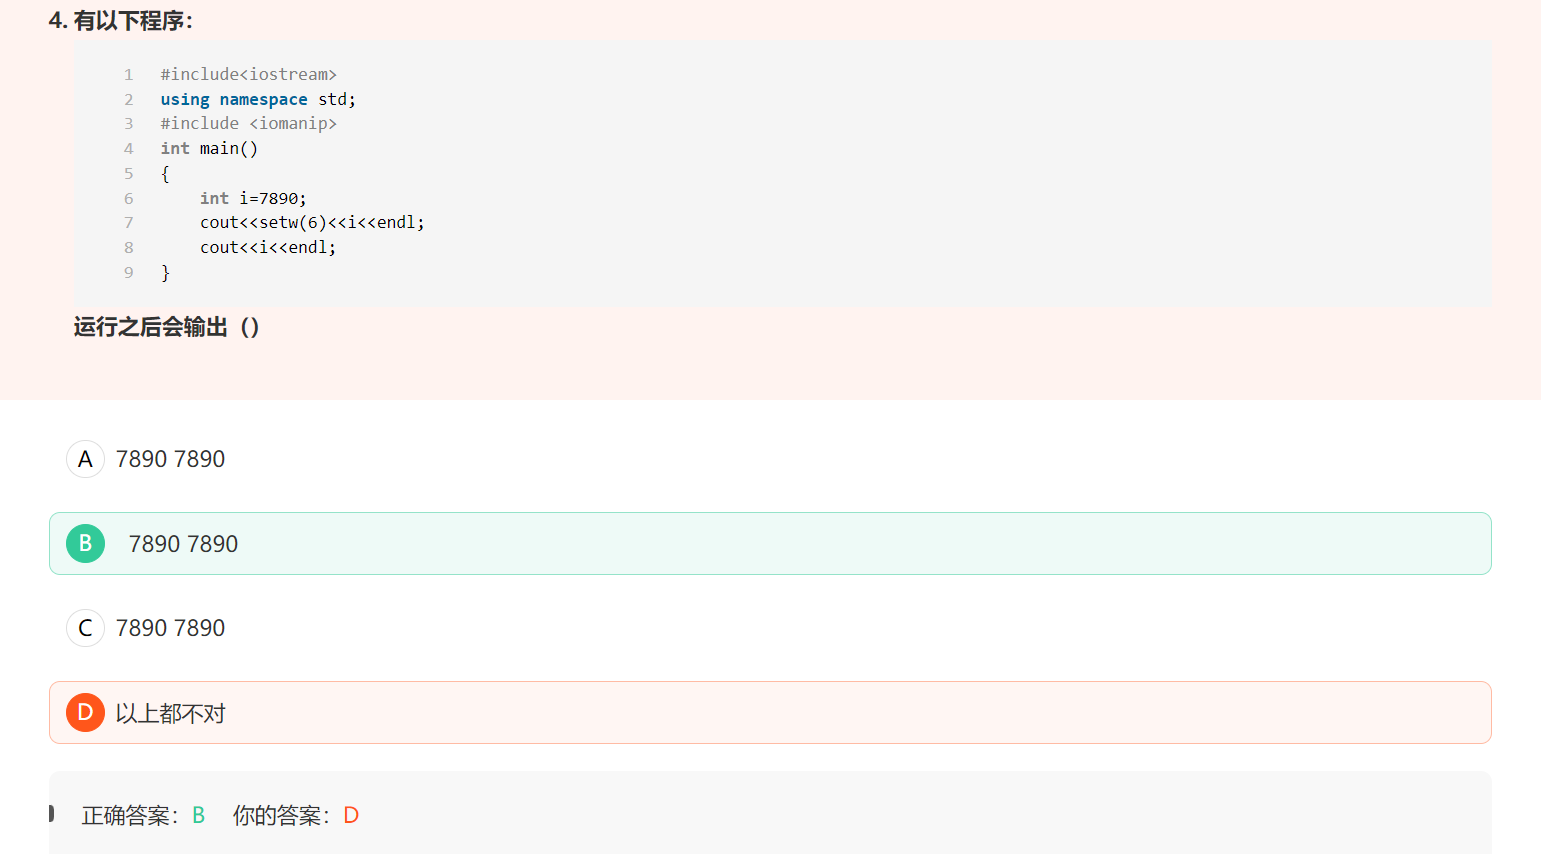 4. 有以下程序：
1 #include<iostream>
2 using namespace std;
3 #include <iomanip>
4 int main()
5 {
6     int i=7890;
7     cout<<setw(6)<<i<<endl;
8     cout<<i<<endl;
9 }
运行之后会输出（）
A 7890 7890
B   7890 7890
C 7890 7890
D 以上都不对
正确答案：B 你的答案：D